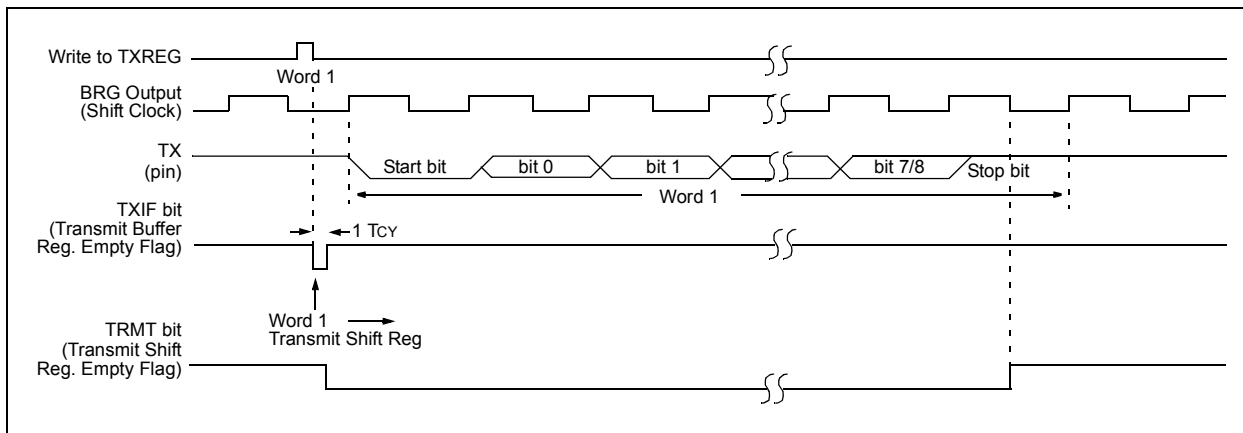 Write to TXREG
Word 1
BRG Output
(Shift Clock)
TX
(pin)
Start bit
bit 0
bit 1
bit 7/8
Stop bit
Word 1
TXIF bit
(Transmit Buffer
Reg. Empty Flag)
1 TCY
Word 1
Transmit Shift Reg
TRMT bit
(Transmit Shift
Reg. Empty Flag)